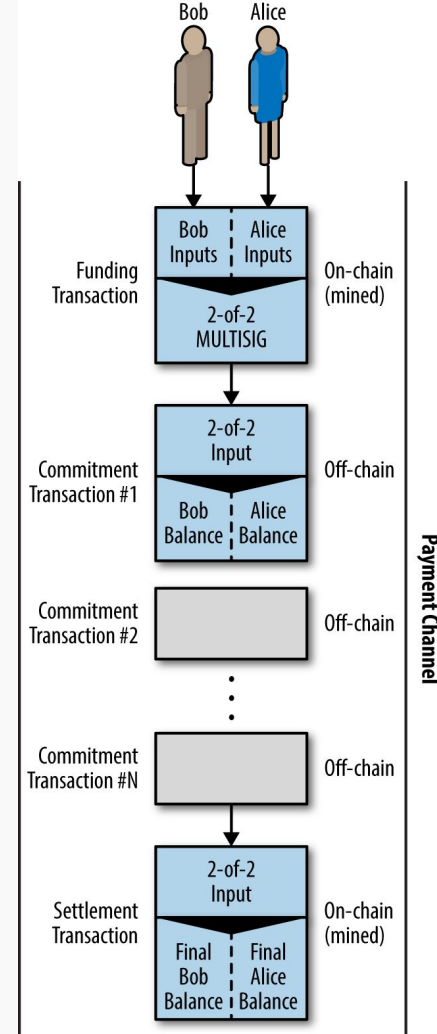 Bob
Alice
Bob
Inputs
Alice
Inputs
Funding
Transaction
On-chain
(mined)
2-of-2
MULTISIG
2-of-2
Input
Commitment
Transaction #1
Off-chain
Bob
Balance
Alice
Balance
Commitment
Transaction #2
Off-chain
Payment Channel
Commitment
Transaction #N
Off-chain
2-of-2
Input
Settlement
Transaction
On-chain
(mined)
Final
Bob
Balance
Final
Alice
Balance